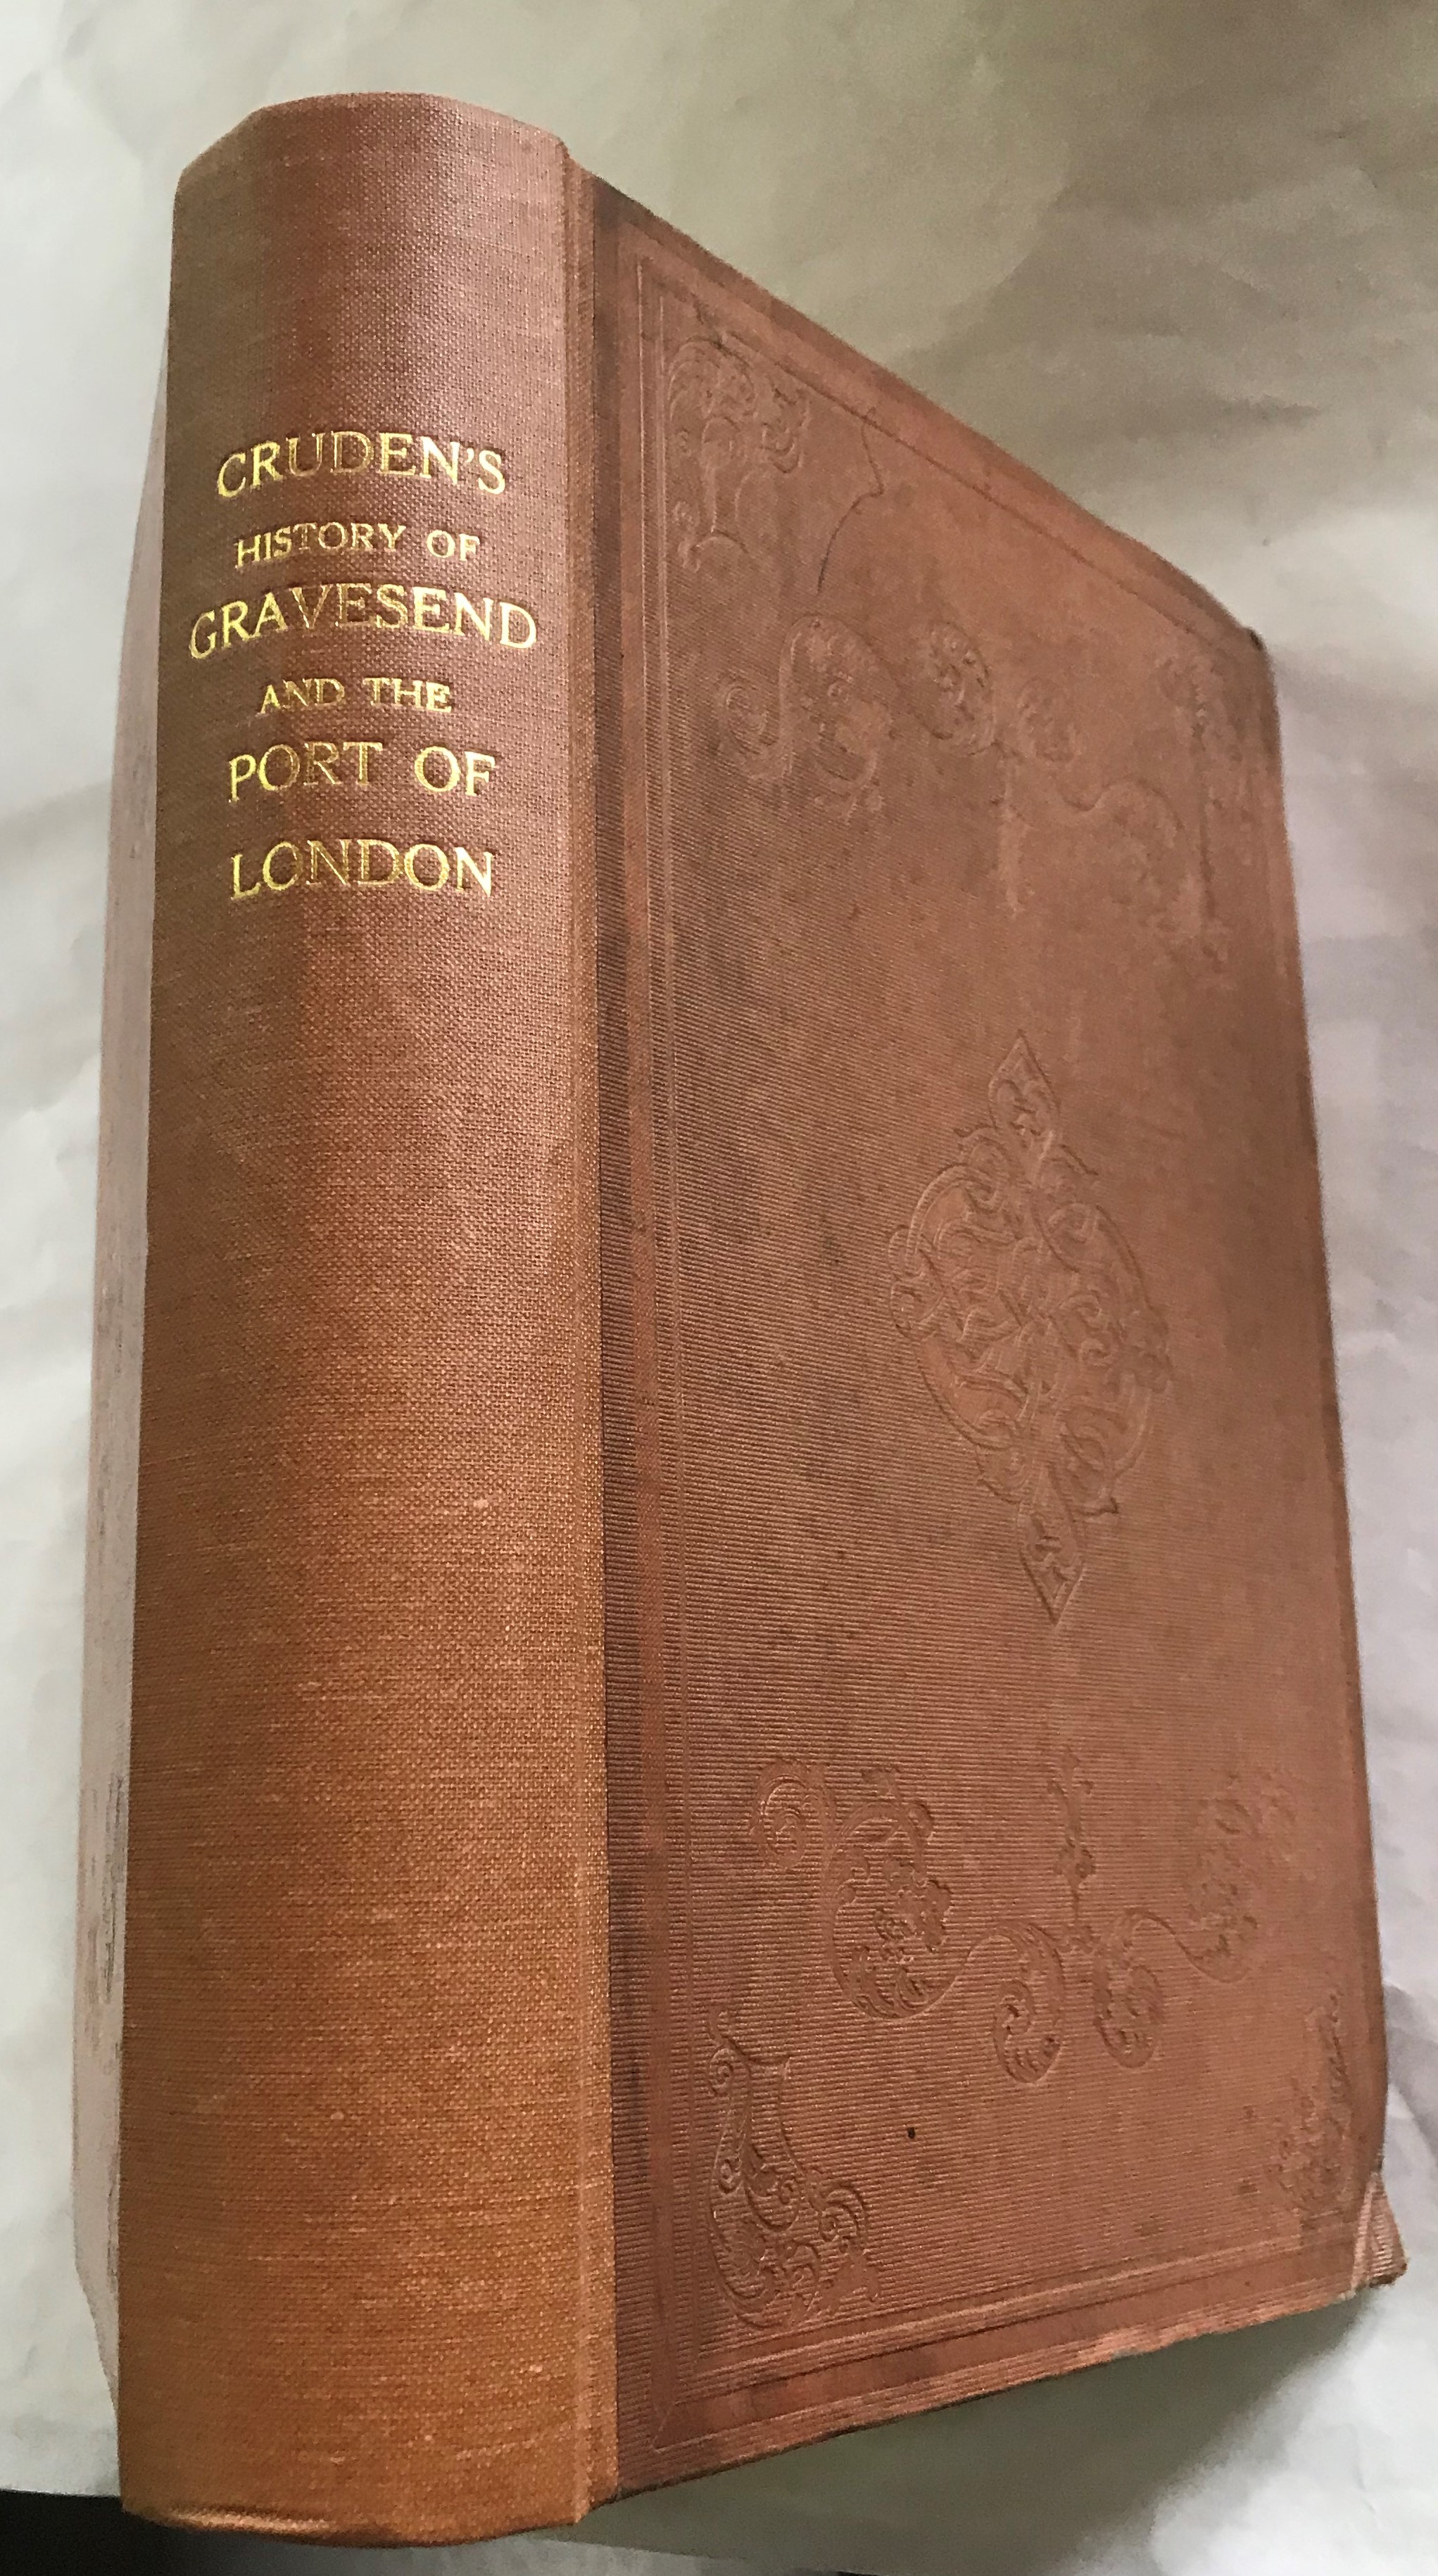 CRUDEN'S
HISTORY OF
GRAVESEND
AND THE
PORT OF
LONDON